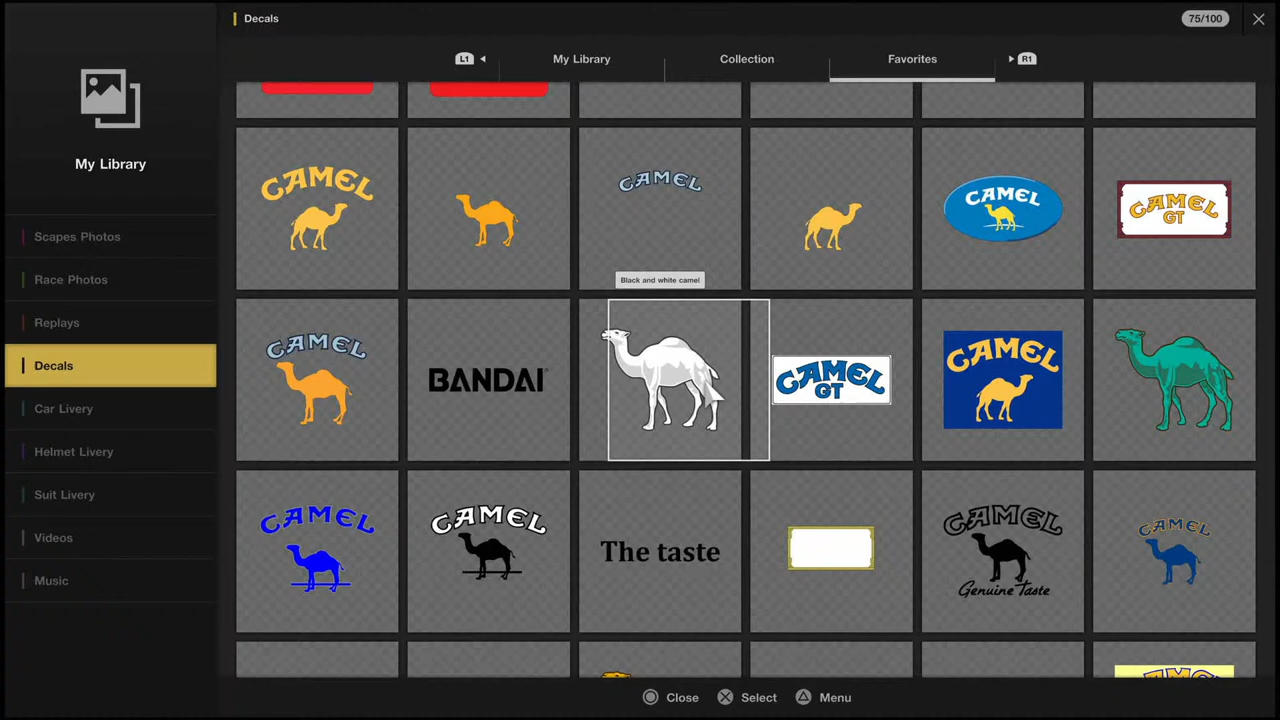 Decals
75/100
L1
My Library
Collection
Favorites
R1
My Library
Scapes Photos
Race Photos
Replays
Decals
Car Livery
Helmet Livery
Suit Livery
Videos
Music
CAMEL
CAMEL
CAMEL
CAMEL
GT
Black and white camel
CAMEL
BANDAI
CAMEL
GT
CAMEL
CAMEL
CAMEL
The taste
CAMEL
Genuine Taste
CAMEL
Close
Select
Menu